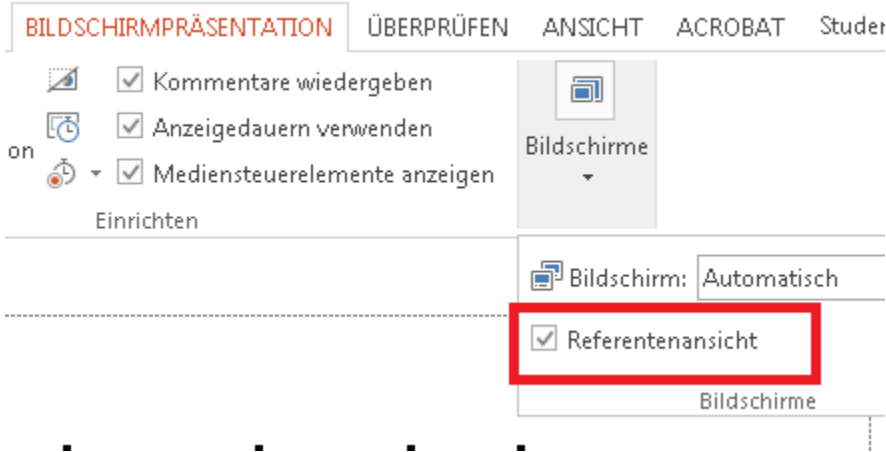 BILDSCHIRMPRÄSENTATION ÜBERPRÜFEN ANSICHT ACROBAT
Kommentare wiedergeben
Anzeigedauern verwenden
on
Mediensteuerelemente anzeigen
Einrichten
Bildschirme
Bildschirm: Automatisch
Referentenansicht
Bildschirme